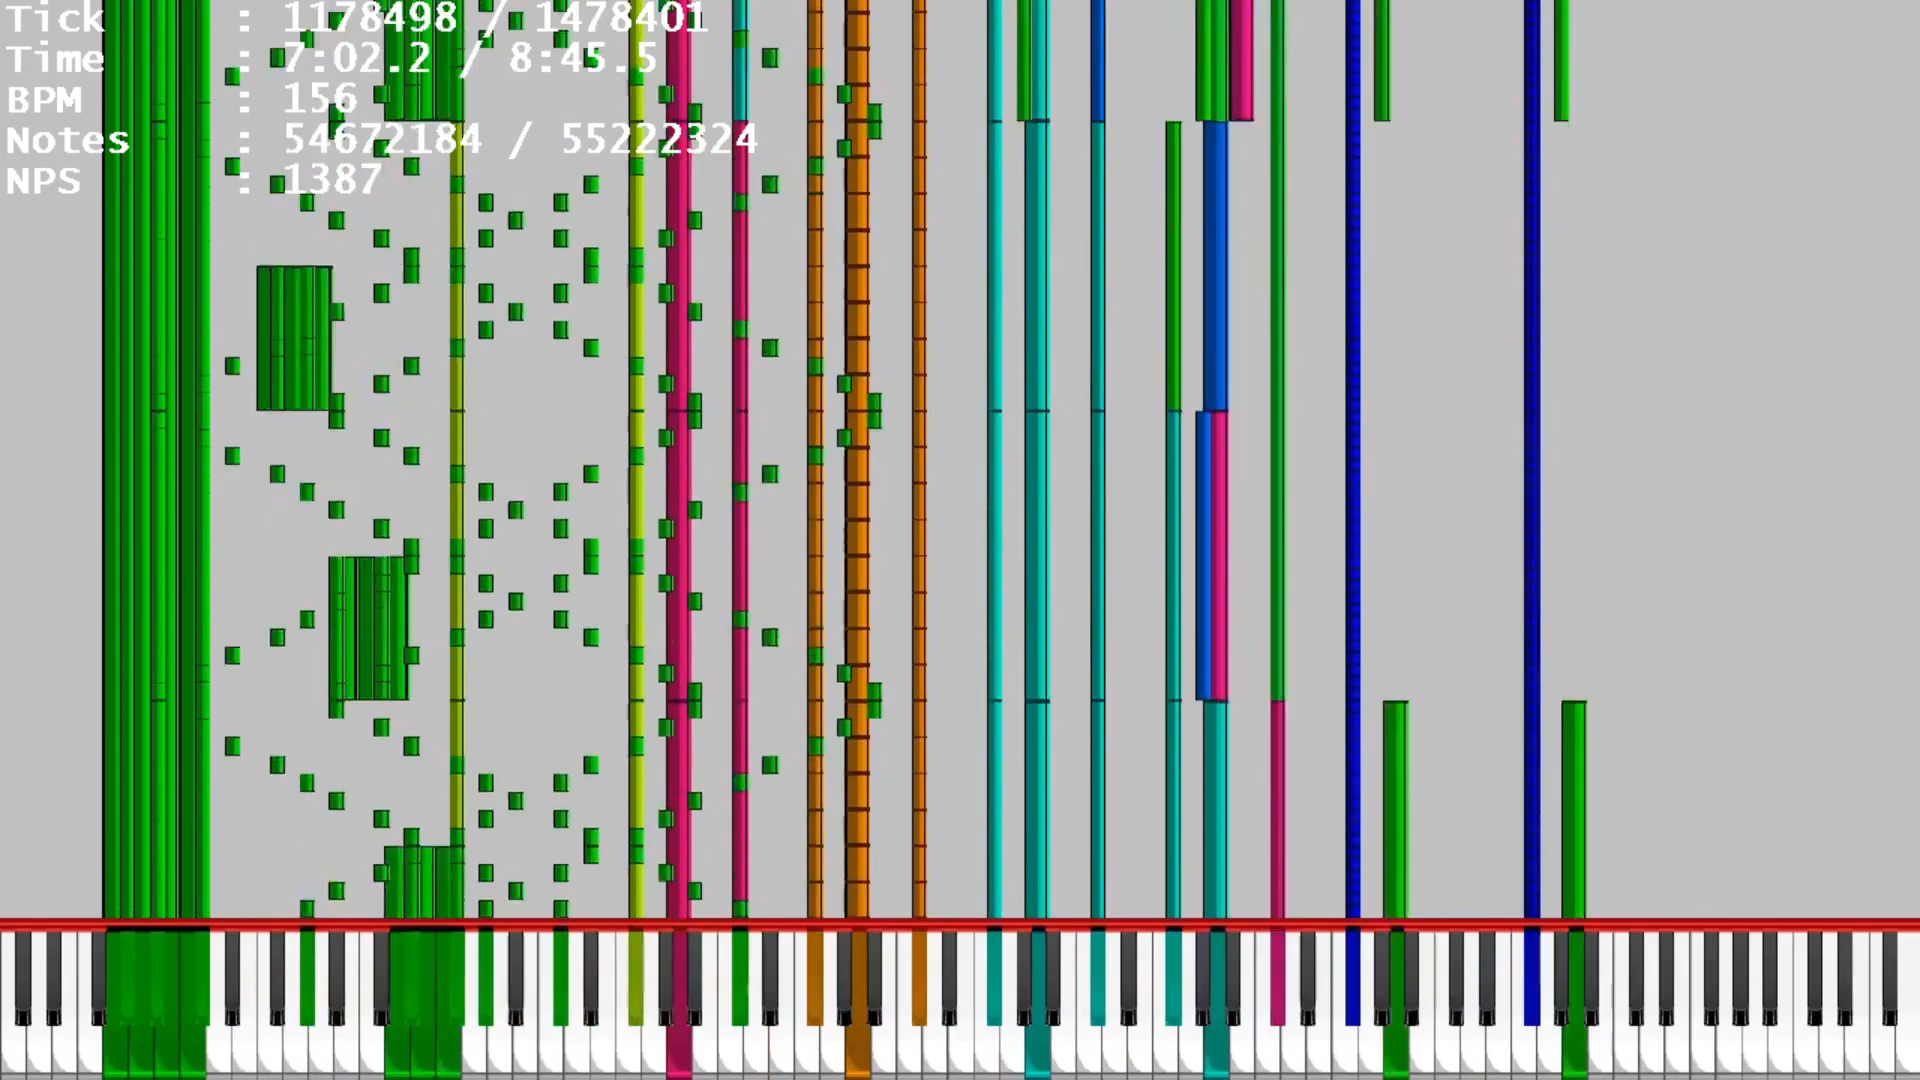 Tick : 1178498 / 1478401
Time : 7:02.2 / 8:45.5
BPM : 156
Notes : 54672184 / 55222324
NPS : 1387